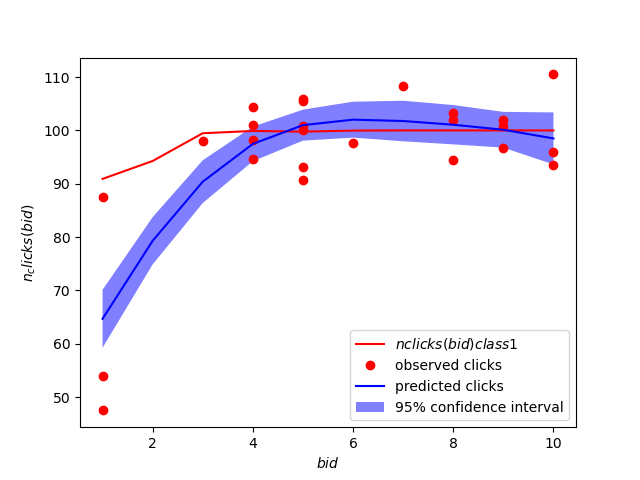 110
100
90
80
70
60
50
n_clicks(bid)
nclicks(bid)class1
observed clicks
predicted clicks
95% confidence interval
2
4
6
8
10
bid